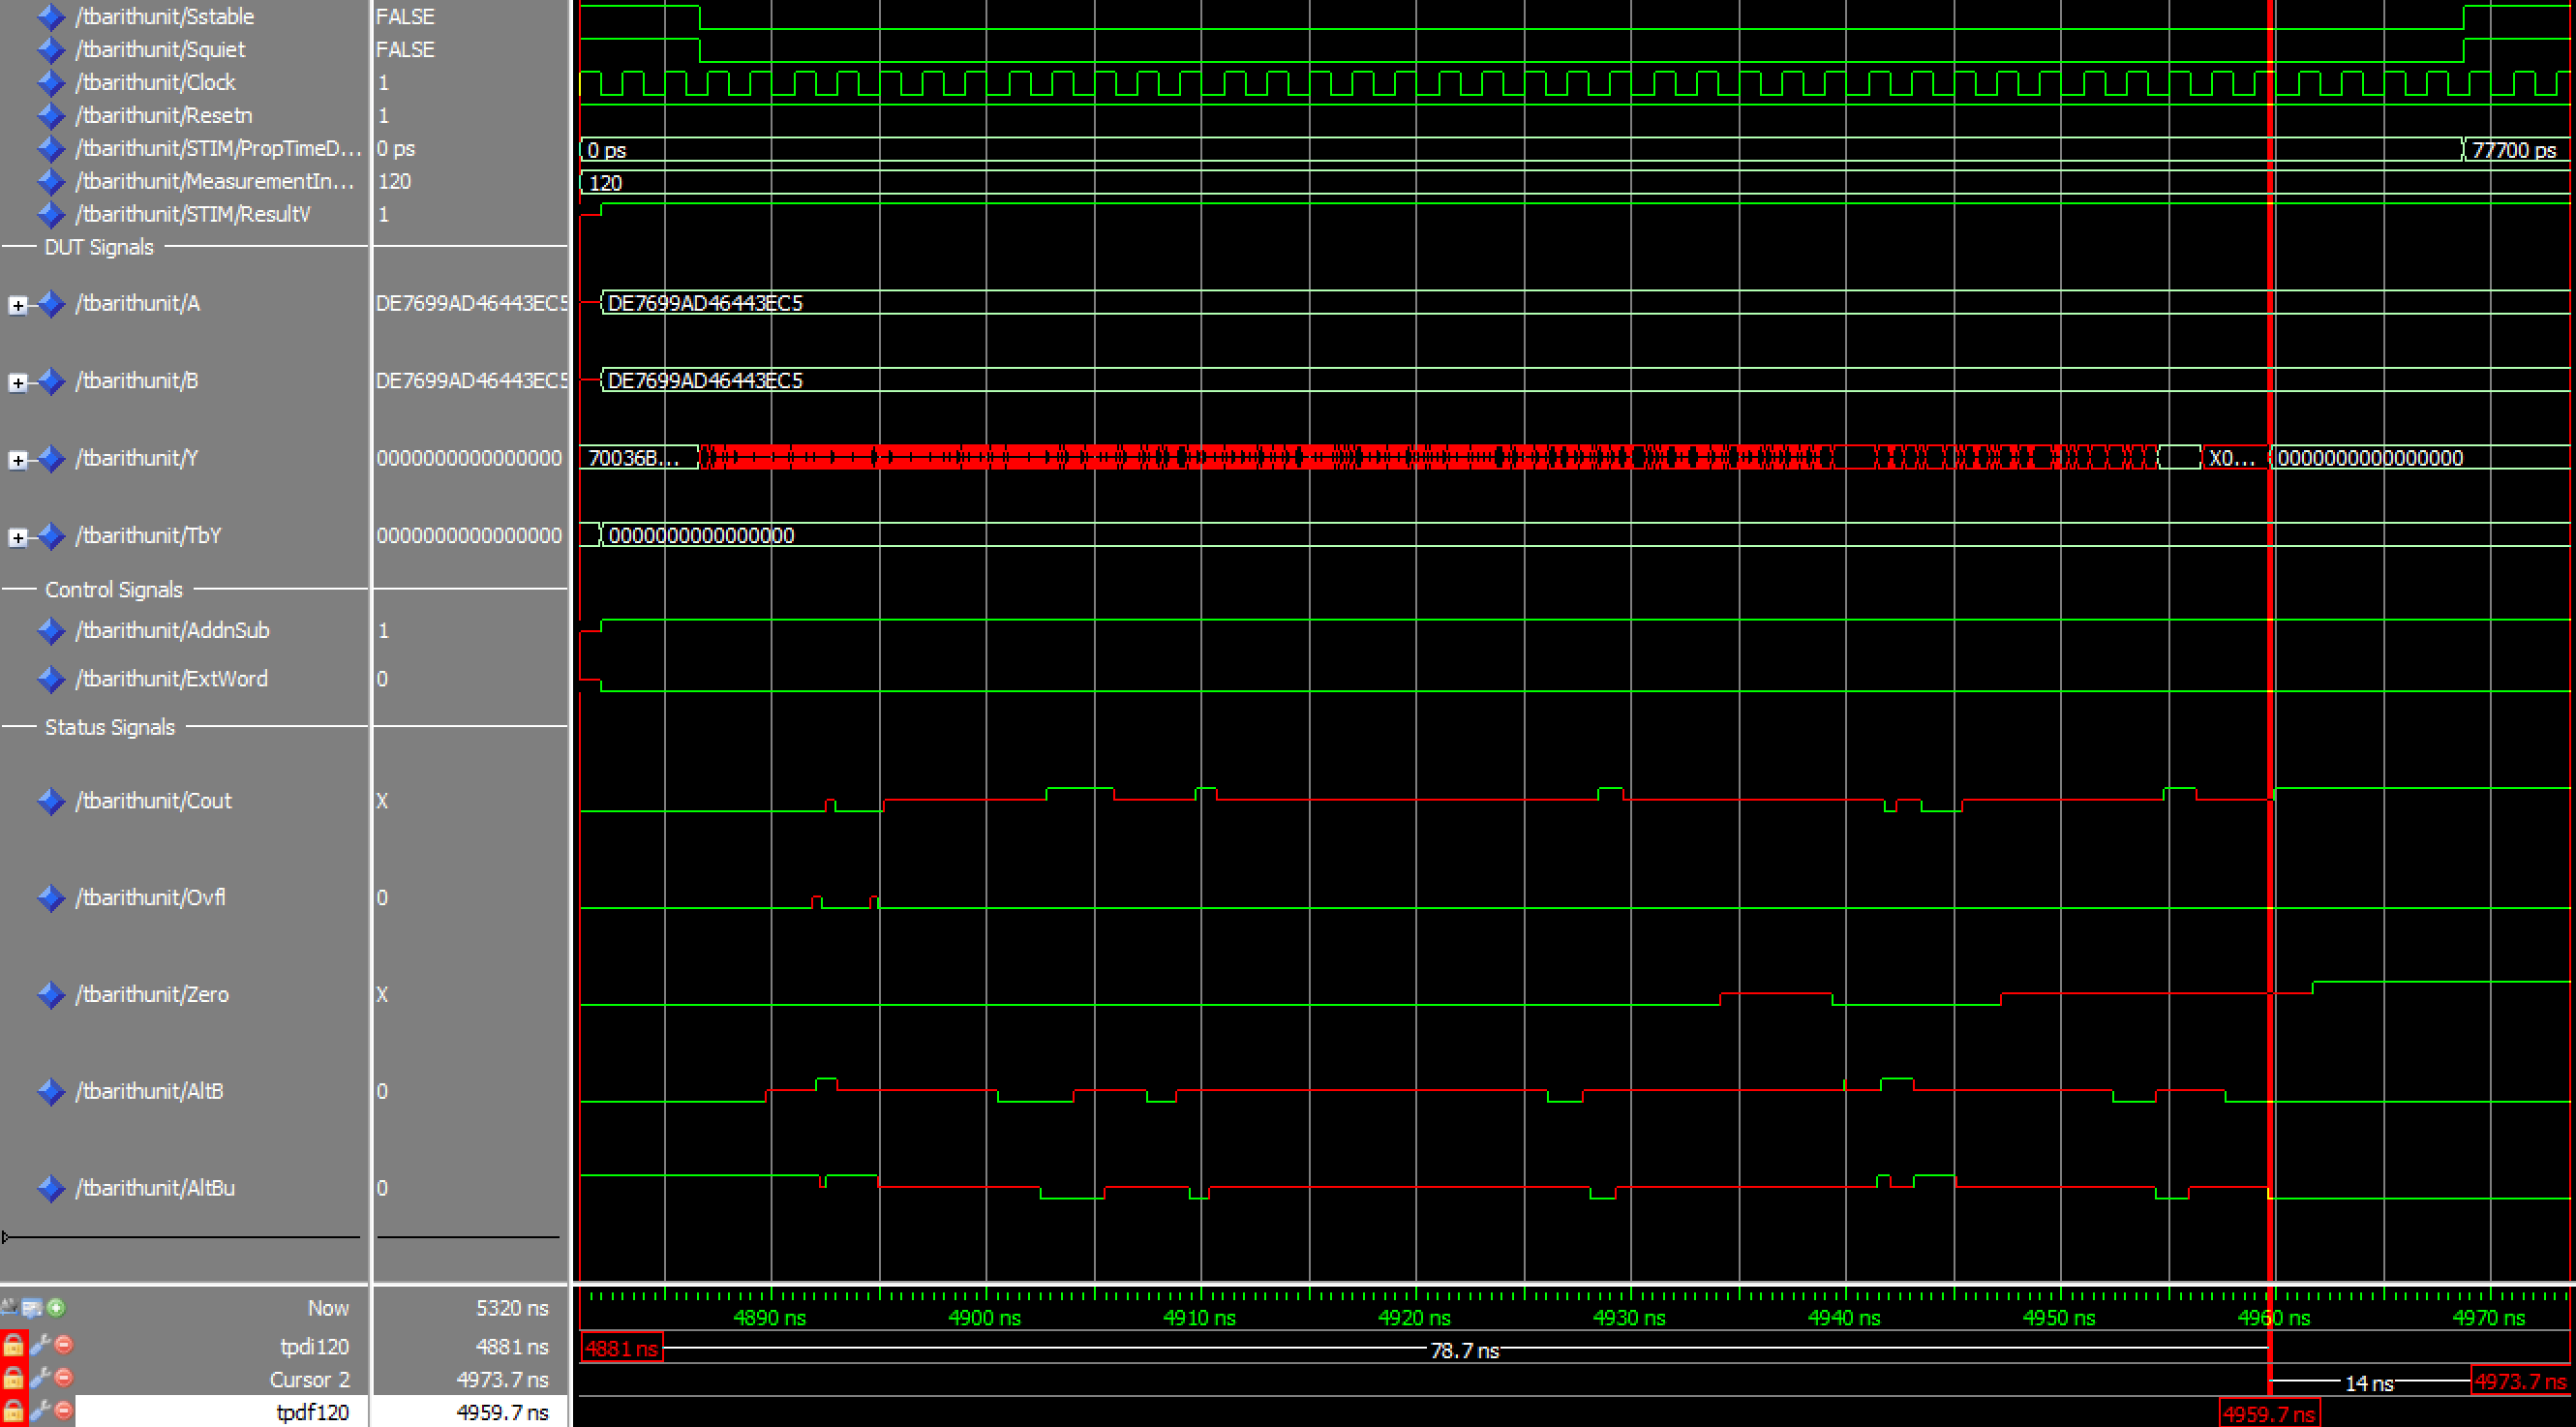 /tbarithunit/Sstable FALSE
/tbarithunit/Squiet FALSE
/tbarithunit/Clock 1
/tbarithunit/Resetn 1
/tbarithunit/STIM/PropTimeD... 0 ps 0 ps 77700 ps
/tbarithunit/MeasurementIn... 120 120
/tbarithunit/STIM/ResultV 1
DUT Signals
/tbarithunit/A DE7699AD46443EC5 DE7699AD46443EC5
/tbarithunit/B DE7699AD46443EC5 DE7699AD46443EC5
/tbarithunit/Y 0000000000000000 70036B... X0... 0000000000000000
/tbarithunit/TbY 0000000000000000 0000000000000000
Control Signals
/tbarithunit/AddnSub 1
/tbarithunit/ExtWord 0
Status Signals
/tbarithunit/Cout X
/tbarithunit/Ovfl 0
/tbarithunit/Zero X
/tbarithunit/AltB 0
/tbarithunit/AltBu 0
Now 5320 ns 4890 ns 4900 ns 4910 ns 4920 ns 4930 ns 4940 ns 4950 ns 4960 ns 4970 ns
tpdi120 4881 ns 4881 ns 78.7 ns
Cursor 2 4973.7 ns 14 ns 4973.7 ns
tpdf120 4959.7 ns 4959.7 ns